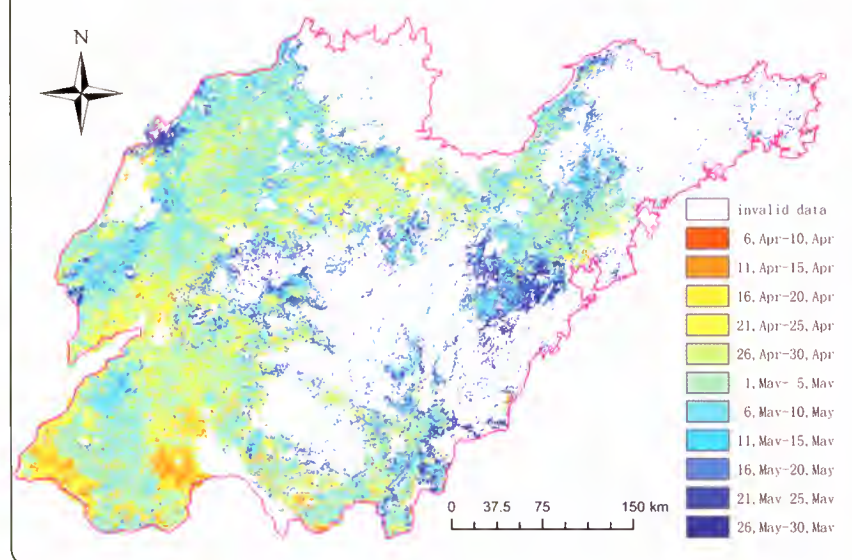 N
invalid data
6, Apr-10, Apr
11, Apr-15, Apr
16, Apr-20, Apr
21, Apr-25, Apr
26, Apr-30, Apr
1, May- 5, May
6, May-10, May
11, May-15, May
16, May-20, May
21, May 25, May
26, May-30, May
0 37.5 75 150 km